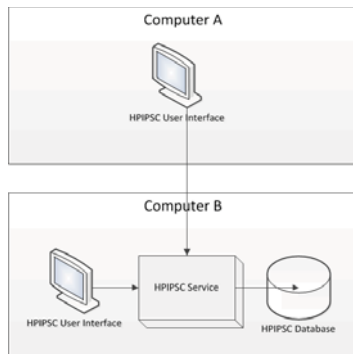 Computer A
HPIPSC User Interface
Computer B
HPIPSC Service
HPIPSC User Interface
HPIPSC Database